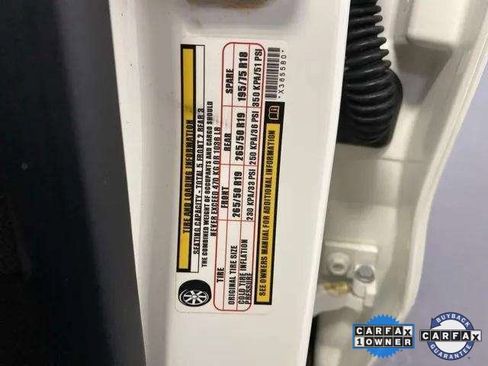 TIRE AND LOADING INFORMATION
SEATING CAPACITY - TOTAL 5 FRONT 2 REAR 3
THE COMBINED WEIGHT OF OCCUPANTS AND CARGO SHOULD
NEVER EXCEED 470 KG OR 1036 LB
TIRE FRONT REAR SPARE
ORIGINAL TIRE SIZE 265/50 R19 265/50 R19 195/75 R18
COLD TIRE INFLATION PRESSURE 230 KPA/33 PSI 250 KPA/36 PSI 350 KPA/51 PSI
SEE OWNERS MANUAL FOR ADDITIONAL INFORMATION
*X365580*
CARFAX
1 OWNER
BUYBACK
CARFAX
GUARANTEE